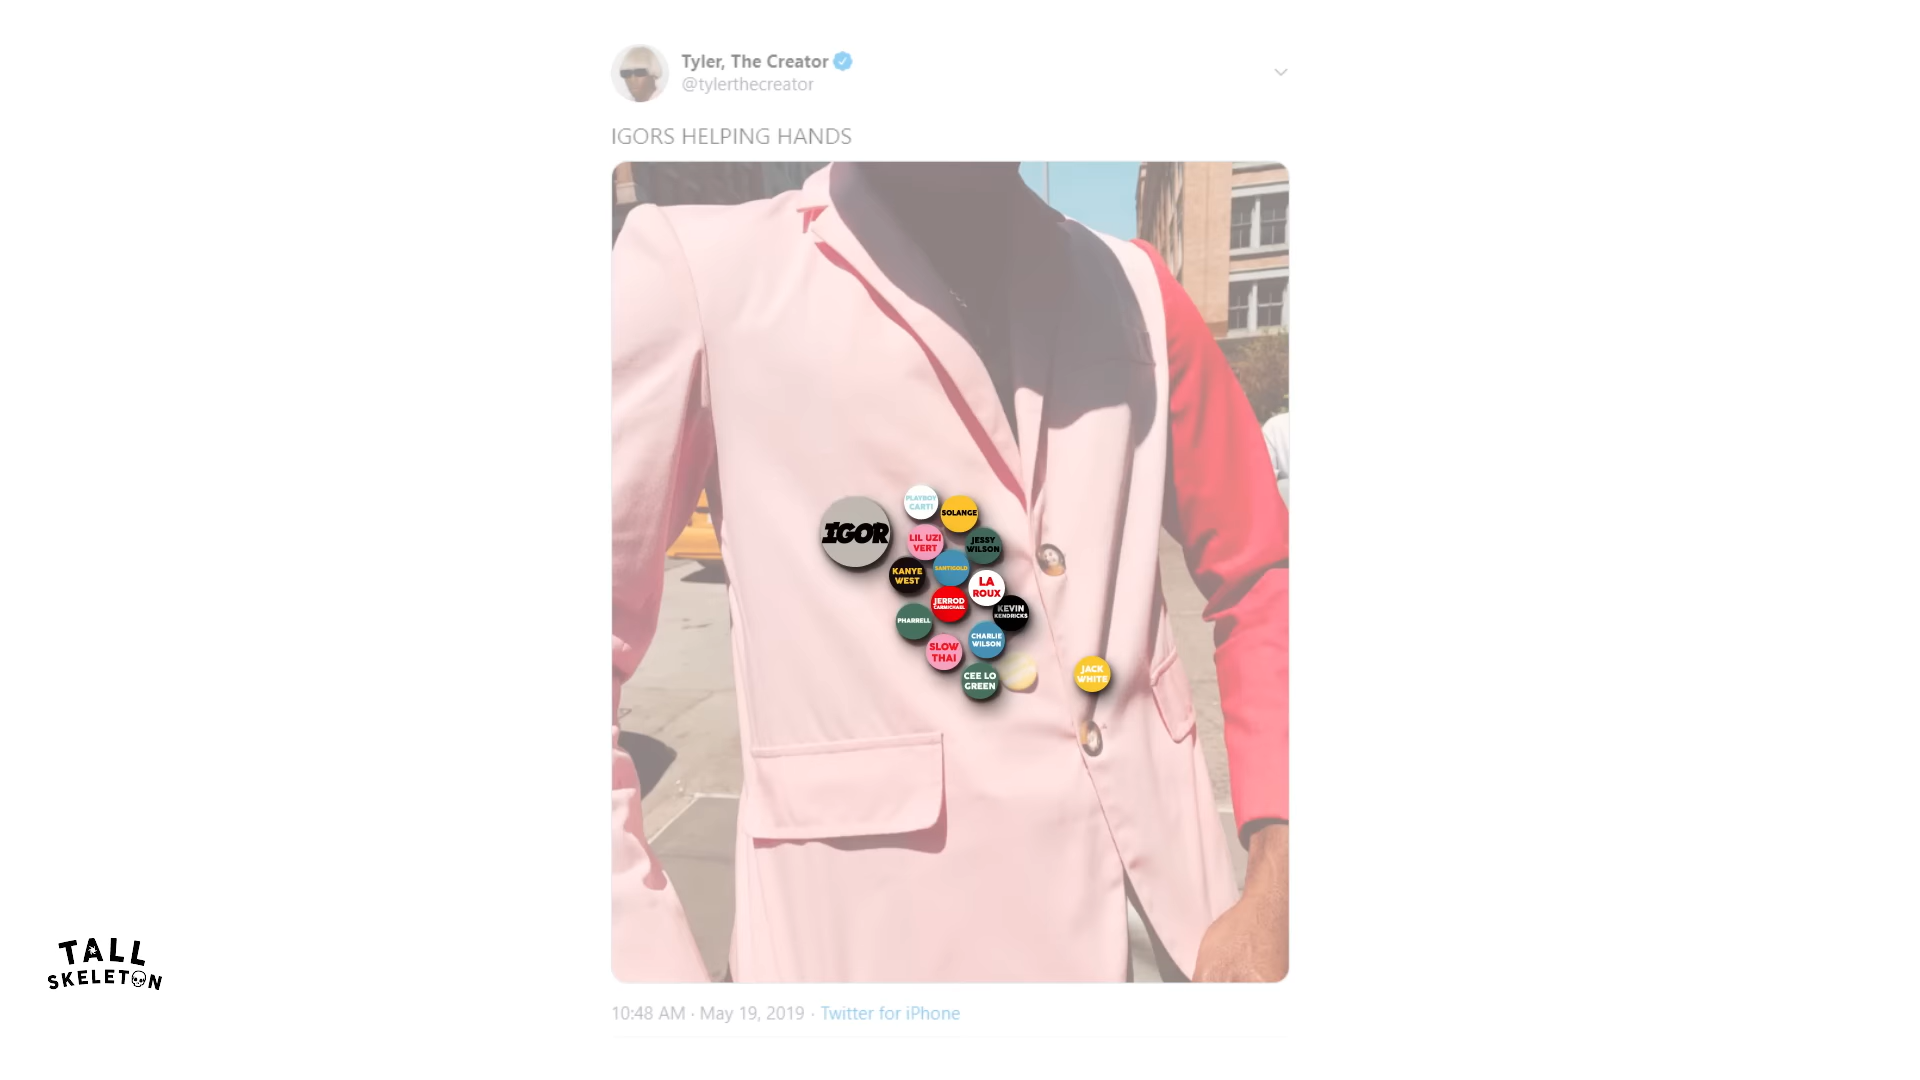 Tyler, The Creator
@tylerthecreator
IGORS HELPING HANDS
IGOR
PLAYBOY
CARTI
SOLANGE
LIL UZI
VERT
JESSY
WILSON
KANYE
WEST
SANTIGOLD
LA
ROUX
JERROD
CARMICHAEL
KEVIN
KENDRICKS
PHARRELL
CHARLIE
WILSON
SLOW
THAI
CEE LO
GREEN
JACK
WHITE
TALL
SKELETON
10:48 AM · May 19, 2019 · Twitter for iPhone